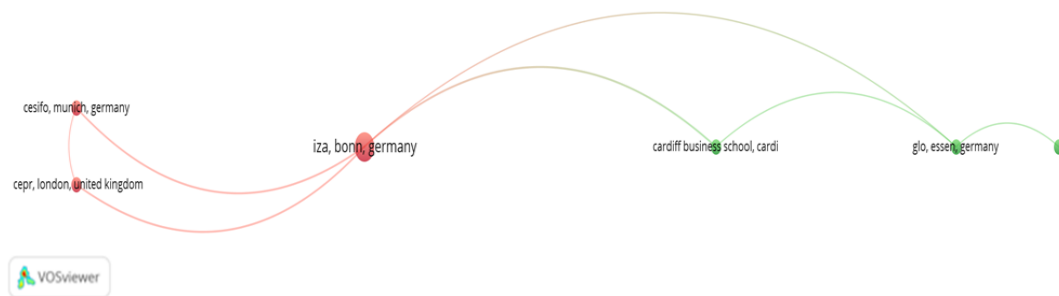 cesifo, munich, germany
iza, bonn, germany
cardiff business school, cardi
glo, essen, germany
cepr, london, united kingdom
VOSviewer